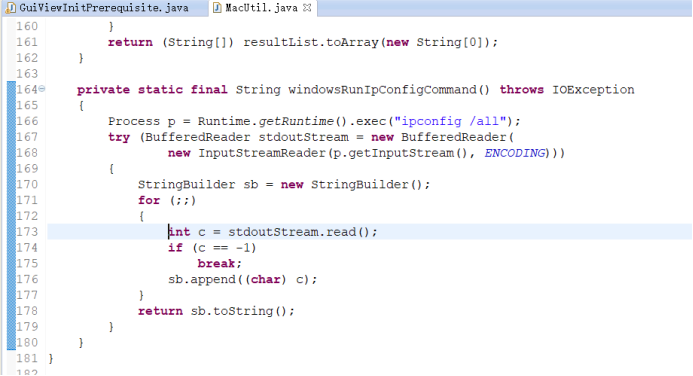 GuiViewInitPrerequisite.java MacUtil.java
160 }
161 return (String[]) resultList.toArray(new String[0]);
162 }
163
164 private static final String windowsRunIpConfigCommand() throws IOException
165 {
166 Process p = Runtime.getRuntime().exec("ipconfig /all");
167 try (BufferedReader stdoutStream = new BufferedReader(
168 new InputStreamReader(p.getInputStream(), ENCODING)))
169 {
170 StringBuilder sb = new StringBuilder();
171 for (;;)
172 {
173 int c = stdoutStream.read();
174 if (c == -1)
175 break;
176 sb.append((char) c);
177 }
178 return sb.toString();
179 }
180 }
181 }